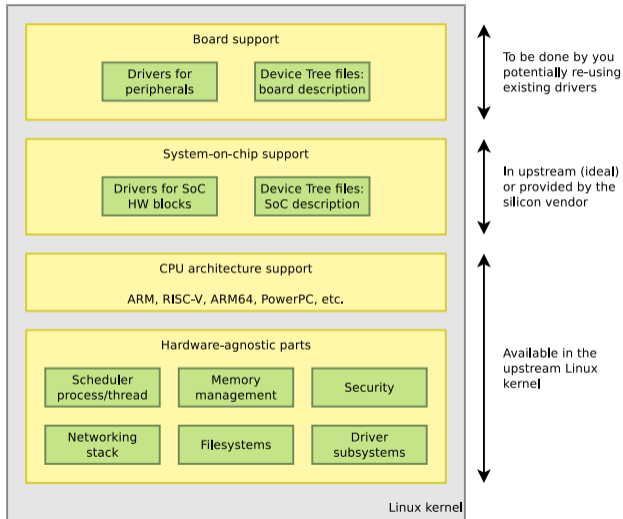 Board support
Drivers for
peripherals
Device Tree files:
board description
To be done by you
potentially re-using
existing drivers
System-on-chip support
Drivers for SoC
HW blocks
Device Tree files:
SoC description
In upstream (ideal)
or provided by the
silicon vendor
CPU architecture support
ARM, RISC-V, ARM64, PowerPC, etc.
Hardware-agnostic parts
Scheduler
process/thread
Memory
management
Security
Networking
stack
Filesystems
Driver
subsystems
Available in the
upstream Linux
kernel
Linux kernel